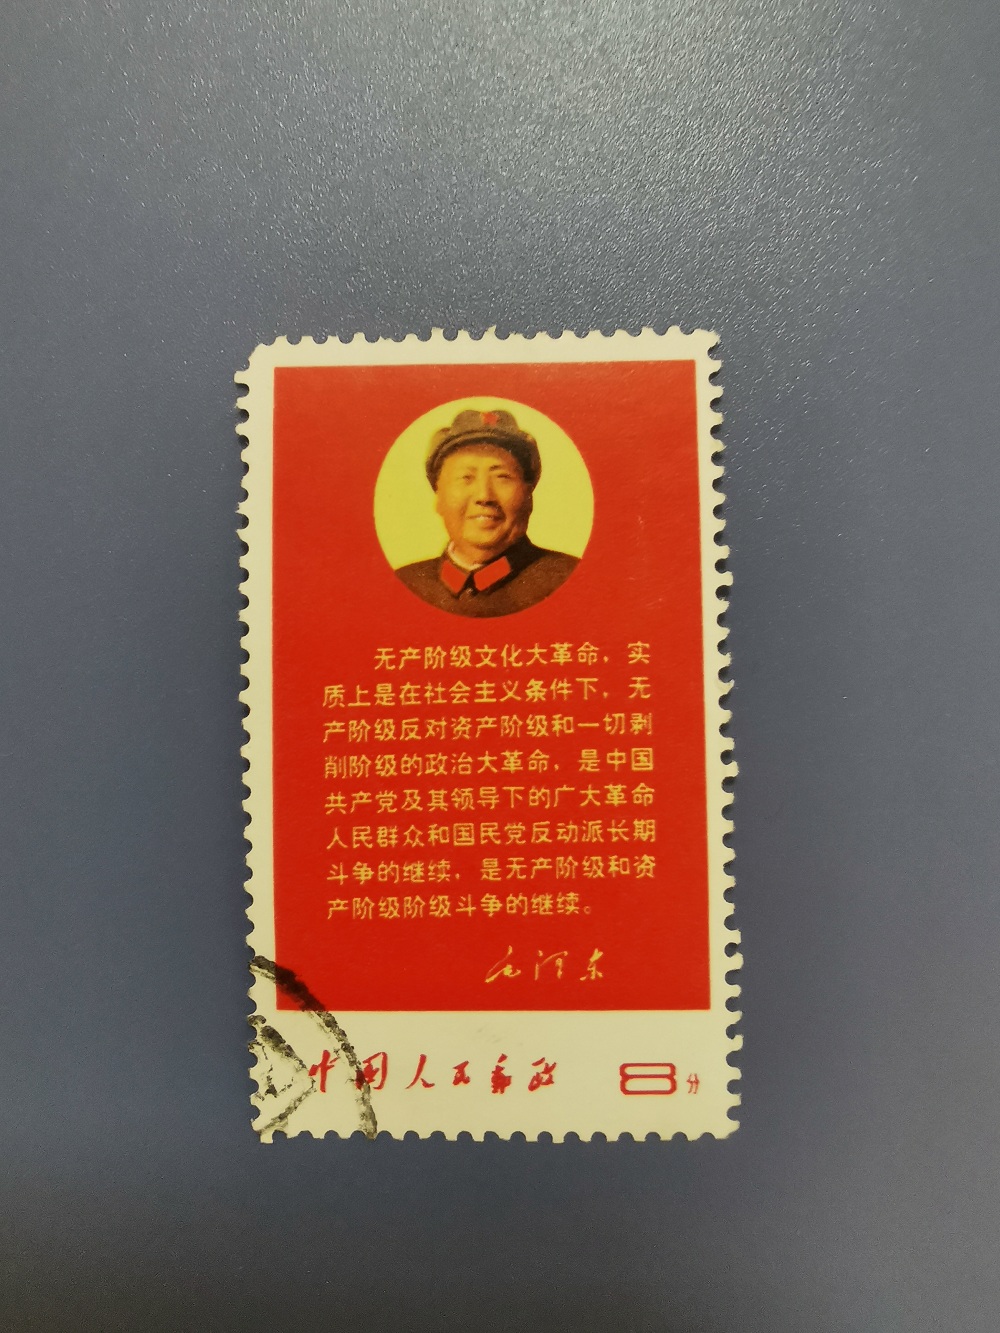 无产阶级文化大革命，实
质上是在社会主义条件下，无
产阶级反对资产阶级和一切剥
削阶级的政治大革命，是中国
共产党及其领导下的广大革命
人民群众和国民党反动派长期
斗争的继续，是无产阶级和资
产阶级阶级斗争的继续。
毛泽东
中国人民邮政 8分